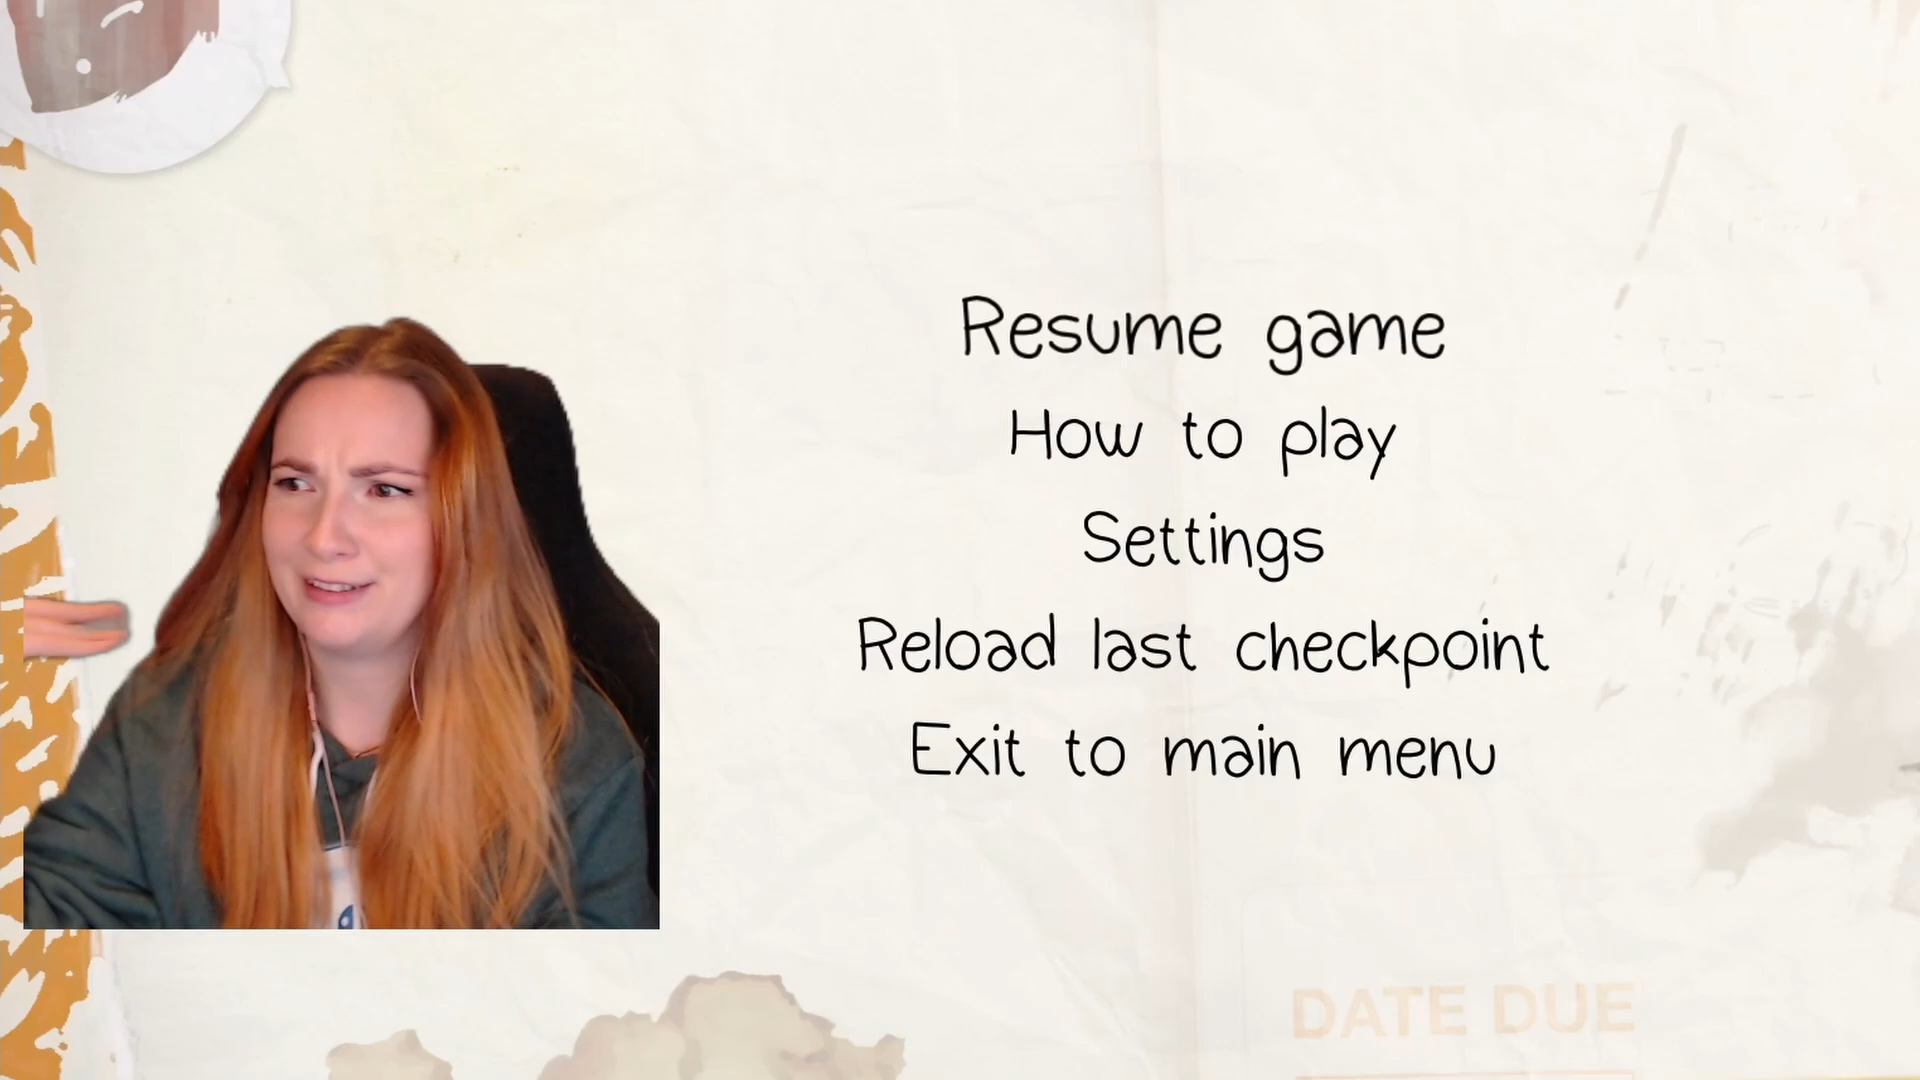 Resume game
How to play
Settings
Reload last checkpoint
Exit to main menu
DATE DUE